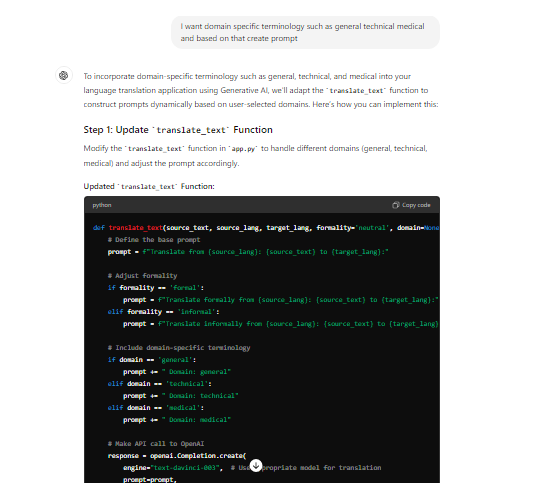 I want domain specific terminology such as general technical medical
and based on that create prompt
To incorporate domain-specific terminology such as general, technical, and medical into your
language translation application using Generative AI, we'll adapt the `translate_text` function to
construct prompts dynamically based on user-selected domains. Here's how you can implement this:
Step 1: Update `translate_text` Function
Modify the `translate_text` function in `app.py` to handle different domains (general, technical,
medical) and adjust the prompt accordingly.
Updated `translate_text` Function:
python Copy code
def translate_text(source_text, source_lang, target_lang, formality='neutral', domain=None
# Define the base prompt
prompt = f"Translate from {source_lang}: {source_text} to {target_lang}:"
# Adjust formality
if formality == 'formal':
prompt = f"Translate formally from {source_lang}: {source_text} to {target_lang}:"
elif formality == 'informal':
prompt = f"Translate informally from {source_lang}: {source_text} to {target_lang}
# Include domain-specific terminology
if domain == 'general':
prompt += " Domain: general"
elif domain == 'technical':
prompt += " Domain: technical"
elif domain == 'medical':
prompt += " Domain: medical"
# Make API call to OpenAI
response = openai.Completion.create(
engine="text-davinci-003", # Use propriate model for translation
prompt=prompt,